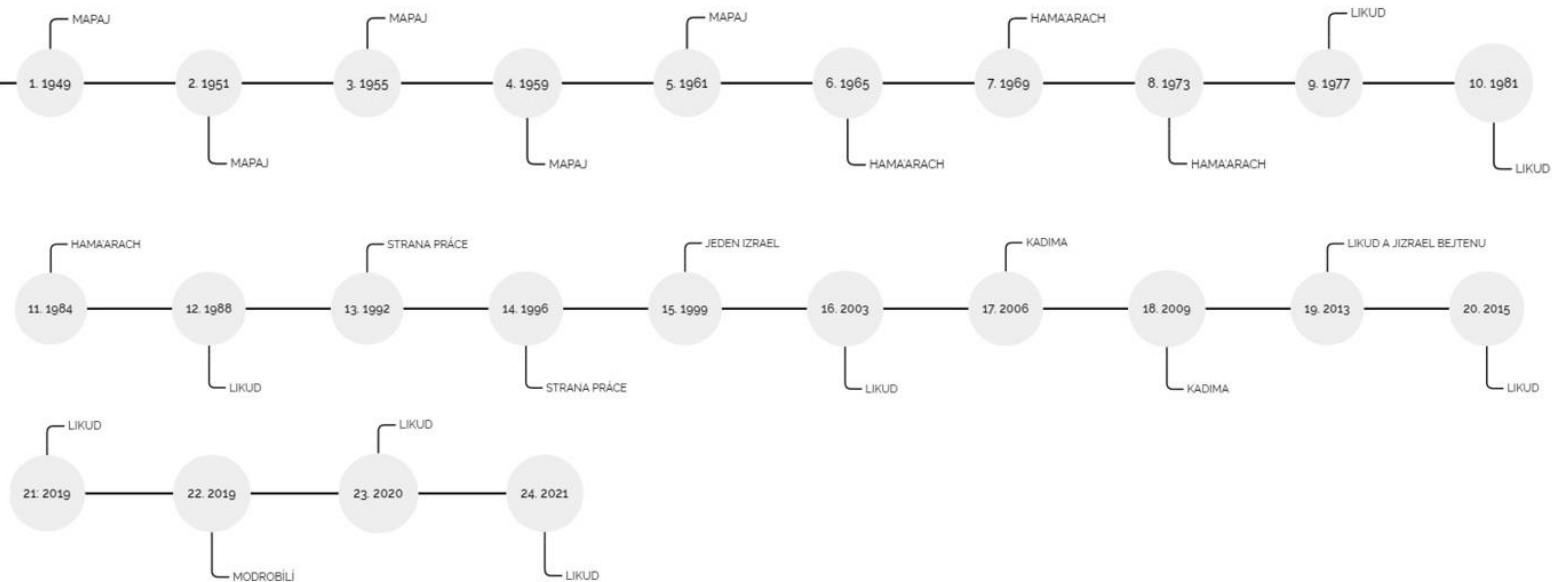 MAPAJ
MAPAJ
MAPAJ
HAMA'ARACH
LIKUD
1. 1949
2. 1951
3. 1955
4. 1959
5. 1961
6. 1965
7. 1969
8. 1973
9. 1977
10. 1981
MAPAJ
MAPAJ
HAMA'ARACH
HAMA'ARACH
LIKUD
HAMA'ARACH
STRANA PRÁCE
JEDEN IZRAEL
KADIMA
LIKUD A JIZRAEL BEJTENU
11. 1984
12. 1988
13. 1992
14. 1996
15. 1999
16. 2003
17. 2006
18. 2009
19. 2013
20. 2015
LIKUD
STRANA PRÁCE
LIKUD
KADIMA
LIKUD
LIKUD
LIKUD
21: 2019
22. 2019
23. 2020
24. 2021
MODROBÍLÍ
LIKUD